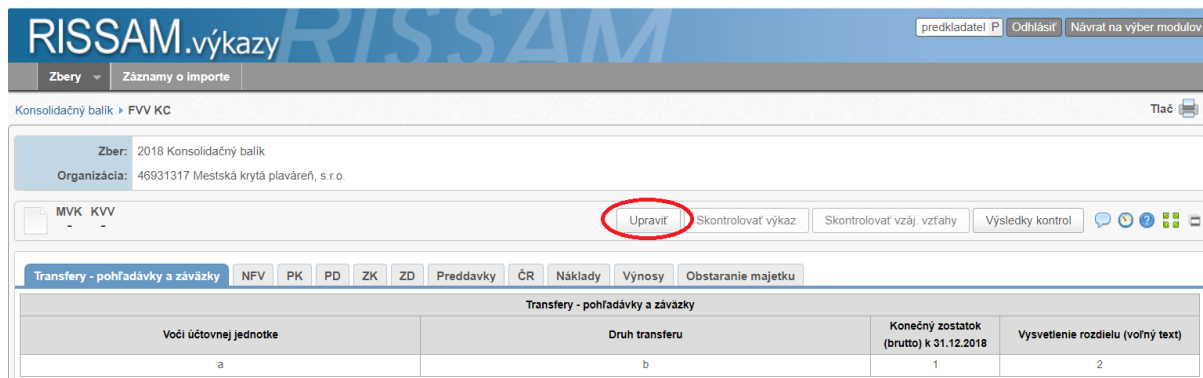 RISSAM.výkazy
RISSAM
predkladatel P Odhlásiť Návrat na výber modulov
Zbery Záznamy o importe
Konsolidačný balík FVV KC
Tlač
Zber: 2018 Konsolidačný balík
Organizácia: 46931317 Mestská krytá plaváreň, s.r.o.
MVK KVV
- -
Upraviť Skontrolovať výkaz Skontrolovať vzáj. vzťahy Výsledky kontrol
Transfery - pohľadávky a záväzky NFV PK PD ZK ZD Preddavky ČR Náklady Výnosy Obstaranie majetku
Transfery - pohľadávky a záväzky
Voči účtovnej jednotke Druh transferu Konečný zostatok (brutto) k 31.12.2018 Vysvetlenie rozdielu (voľný text)
a b 1 2